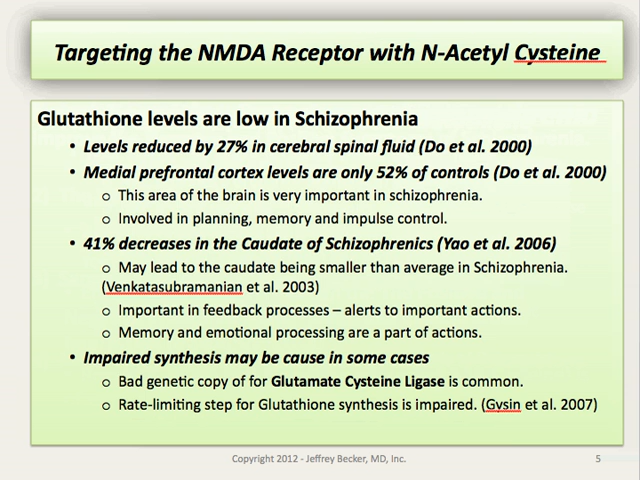 Targeting the NMDA Receptor with N-Acetyl Cysteine
Glutathione levels are low in Schizophrenia
• Levels reduced by 27% in cerebral spinal fluid (Do et al. 2000)
• Medial prefrontal cortex levels are only 52% of controls (Do et al. 2000)
o This area of the brain is very important in schizophrenia.
o Involved in planning, memory and impulse control.
• 41% decreases in the Caudate of Schizophrenics (Yao et al. 2006)
o May lead to the caudate being smaller than average in Schizophrenia.
(Venkatasubramanian et al. 2003)
o Important in feedback processes – alerts to important actions.
o Memory and emotional processing are a part of actions.
• Impaired synthesis may be cause in some cases
o Bad genetic copy of for Glutamate Cysteine Ligase is common.
o Rate-limiting step for Glutathione synthesis is impaired. (Gysin et al. 2007)
Copyright 2012 - Jeffrey Becker, MD, Inc.
5